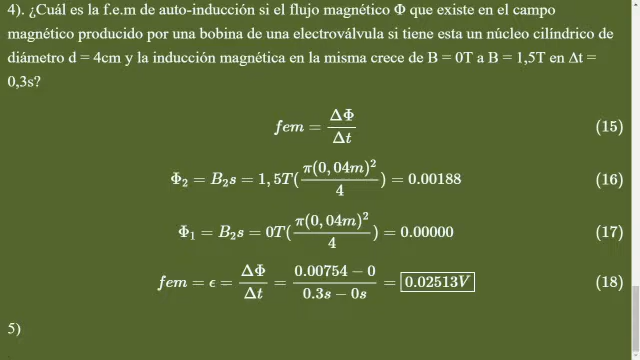 4). ¿Cuál es la f.e.m de auto-inducción si el flujo magnético Φ que existe en el campo
magnético producido por una bobina de una electroválvula si tiene esta un núcleo cilíndrico de
diámetro d = 4cm y la inducción magnética en la misma crece de B = 0T a B = 1,5T en Δt =
0,3s?
fem = ΔΦ/Δt (15)
Φ₂ = B₂s = 1,5T(π(0,04m)²/4) = 0.00188 (16)
Φ₁ = B₂s = 0T(π(0,04m)²/4) = 0.00000 (17)
fem = ϵ = ΔΦ/Δt = (0.00754 − 0)/(0.3s − 0s) = 0.02513V (18)
5)